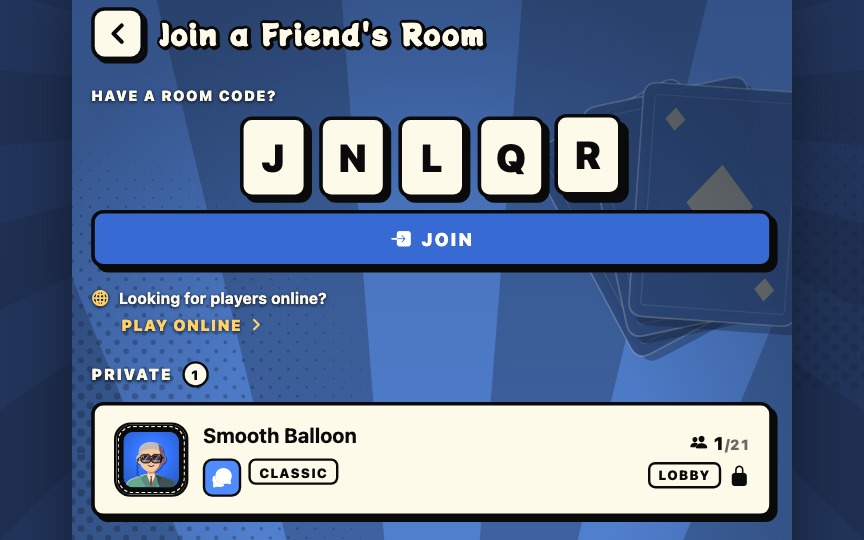 Join a Friend's Room
HAVE A ROOM CODE?
J N L Q R
JOIN
Looking for players online?
PLAY ONLINE
PRIVATE 1
Smooth Balloon
1/21
CLASSIC
LOBBY